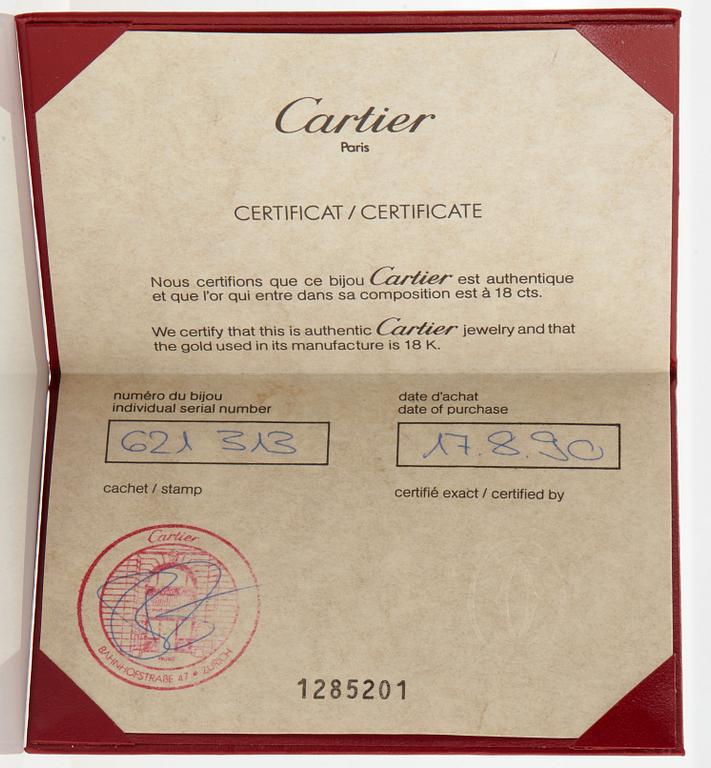 Cartier
Paris
CERTIFICAT / CERTIFICATE
Nous certifions que ce bijou Cartier est authentique
et que l'or qui entre dans sa composition est à 18 cts.
We certify that this is authentic Cartier jewelry and that
the gold used in its manufacture is 18 K.
numéro du bijou
individual serial number
621 313
date d'achat
date of purchase
17.8.90
cachet / stamp
certifié exact / certified by
Cartier
BAHNHOFSTRAßE 47 • ZÜRICH
1285201